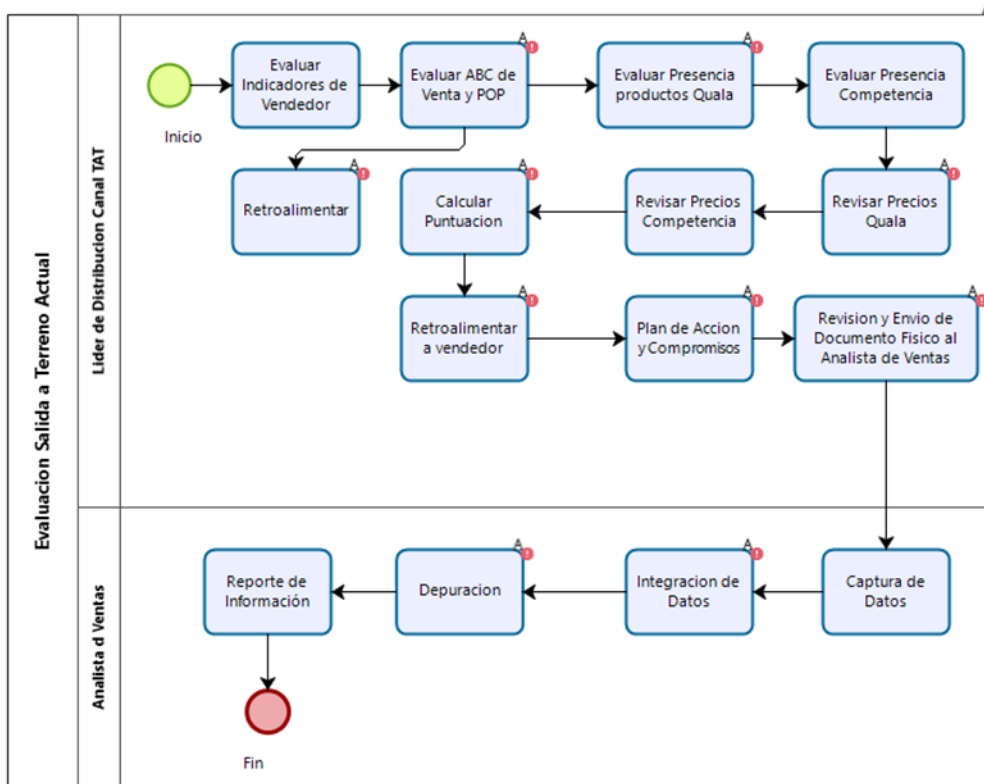 Evaluacion Salida a Terreno Actual
Lider de Distribucion Canal TAT
Inicio
Evaluar
Indicadores de
Vendedor
A
Evaluar ABC de
Venta y POP
A
Evaluar Presencia
productos Quala
Evaluar Presencia
Competencia
A
Retroalimentar
A
Calcular
Puntuacion
Revisar Precios
Competencia
A
Revisar Precios
Quala
A
Retroalimentar
a vendedor
A
Plan de Accion
y Compromisos
A
Revision y Envio de
Documento Fisico al
Analista de Ventas
Analista d Ventas
Reporte de
Información
A
Depuracion
A
Integracion de
Datos
Captura de
Datos
Fin